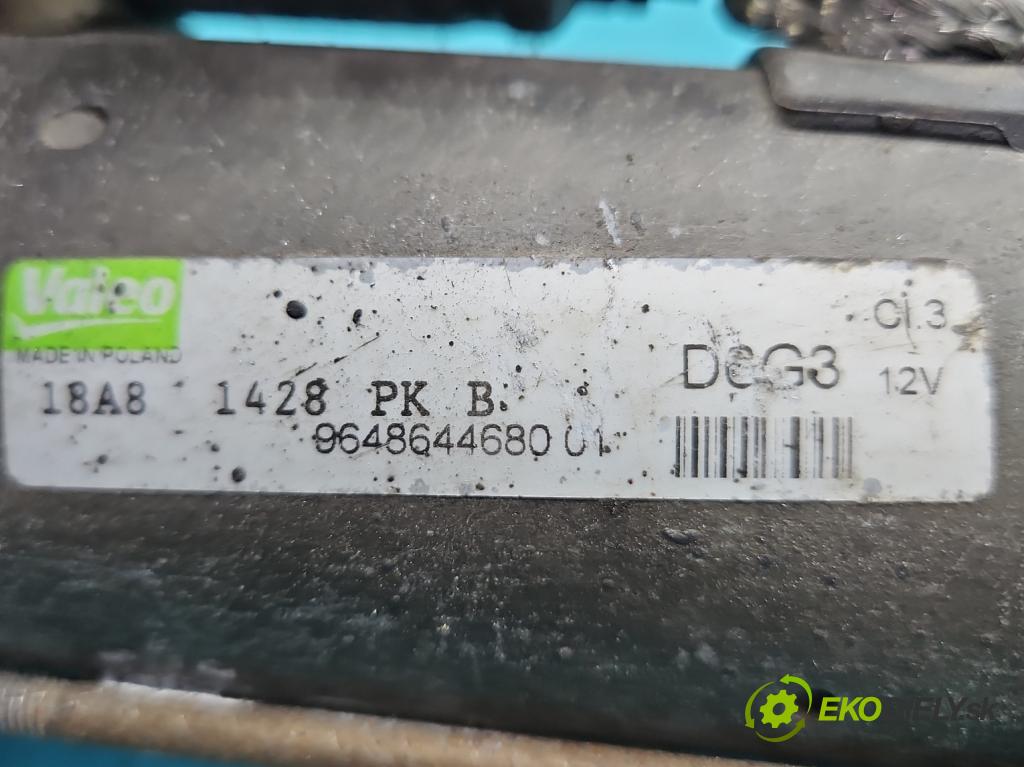 Valeo
MADE IN POLAND
18A8 1428 PK B
9648644680 01
D6G3
Cl.3
12V
EKO